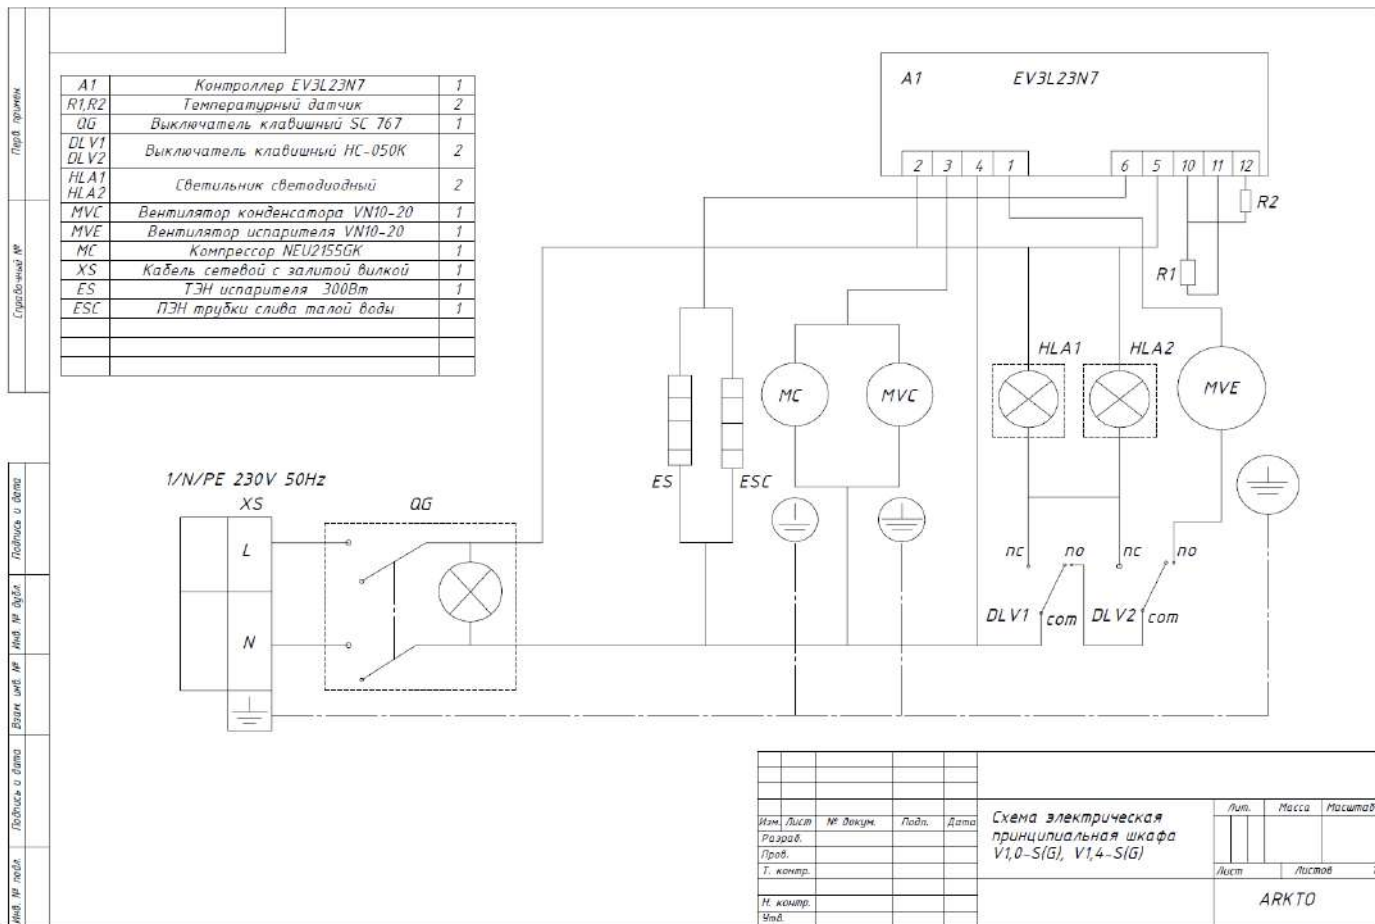 A1 Контроллер EV3L23N7 1
R1,R2 Температурный датчик 2
QG Выключатель клавишный SC 767 1
DLV1 DLV2 Выключатель клавишный HC-050K 2
HLA1 HLA2 Светильник светодиодный 2
MVC Вентилятор конденсатора VN10-20 1
MVE Вентилятор испарителя VN10-20 1
MC Компрессор NEU2155GK 1
XS Кабель сетевой с залитой вилкой 1
ES ТЭН испарителя 300Вт 1
ESC ПЭН трубки слива талой воды 1
A1 EV3L23N7
2 3 4 1 6 5 10 11 12
R2
R1
HLA1 HLA2
MC MVC MVE
ES ESC
1/N/PE 230V 50Hz
XS QG
L
N
nc no nc no
DLV1 com DLV2 com
Перв. примен.
Справочный №
Подпись и дата
Инв. № дубл.
Взам. инв. №
Подпись и дата
Инв. № подл.
Изм. Лист № докум. Подп. Дата
Разраб.
Пров.
Т. контр.
Н. контр.
Утв.
Схема электрическая
принципиальная шкафа
V1,0-S(G), V1,4-S(G)
Лит. Масса Масштаб
Лист Листов
ARKTO